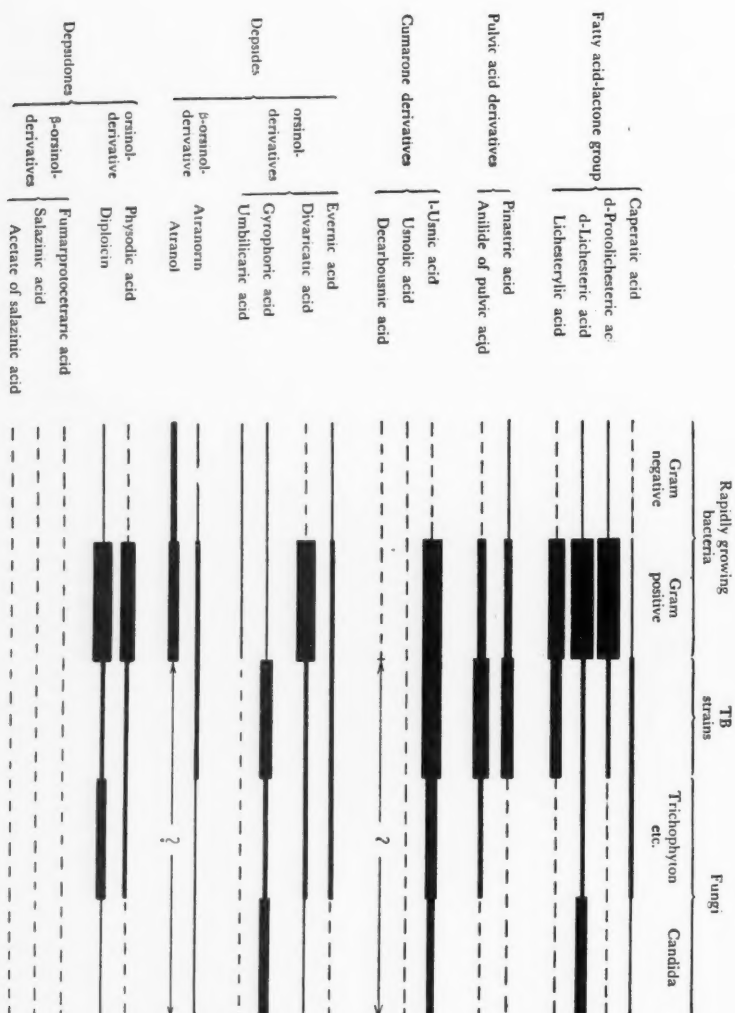 Rapidly growing
bacteria
Gram
negative
Gram
positive
TB
strains
Fungi
Trichophyton
etc.
Candida
Fatty acid-lactone group
Caperatic acid
d-Protolichesteric ac
d-Lichesteric acid
Lichesterylic acid
Pulvic acid derivatives
Pinastric acid
Anilide of pulvic acid
Cumarone derivatives
l-Usnic acid
Usnolic acid
Decarbousnic acid
?
Depsides
orsinol-
derivatives
Evernic acid
Divaricatic acid
Gyrophoric acid
Umbilicaric acid
β-orsinol-
derivative
Atranorin
Atranol
?
Depsidones
orsinol-
derivative
Physodic acid
Diploicin
β-orsinol-
derivatives
Fumarprotocetraric acid
Salazinic acid
Acetate of salazinic acid